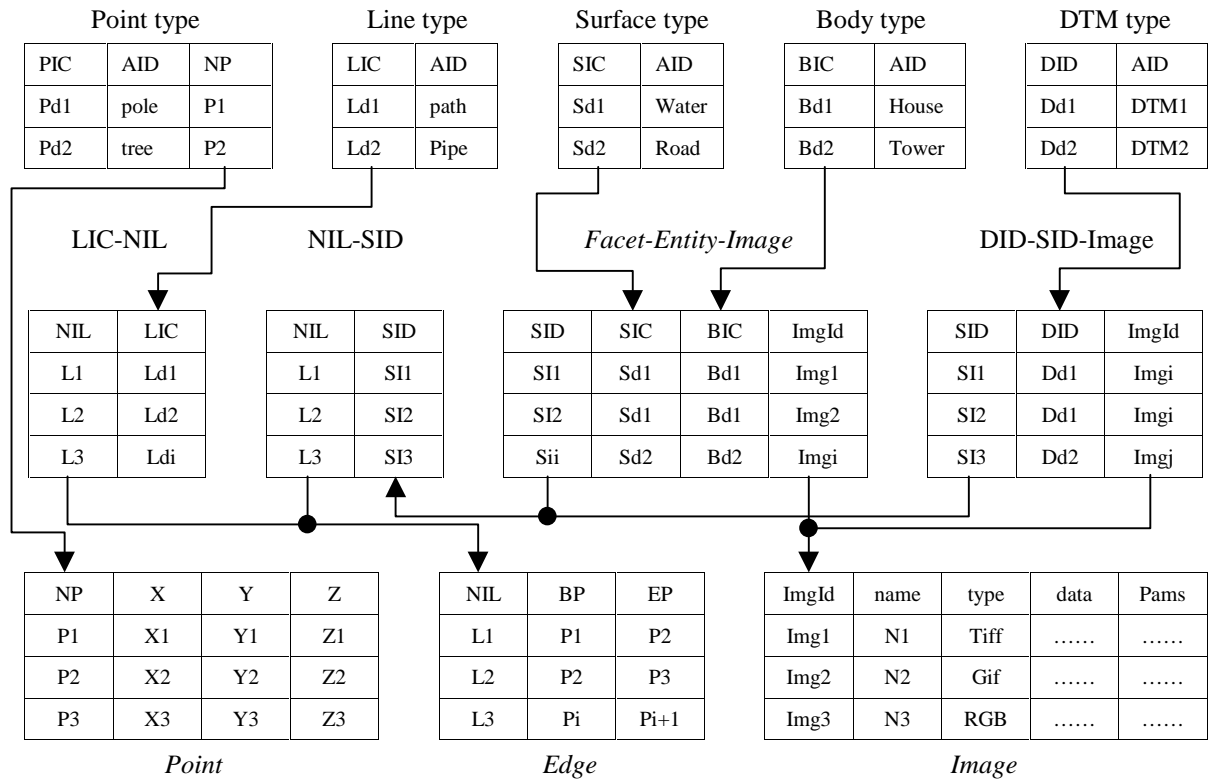 Point type Line type Surface type Body type DTM type
PIC AID NP LIC AID SIC AID BIC AID DID AID
Pd1 pole P1 Ld1 path Sd1 Water Bd1 House Dd1 DTM1
Pd2 tree P2 Ld2 Pipe Sd2 Road Bd2 Tower Dd2 DTM2
LIC-NIL NIL-SID Facet-Entity-Image DID-SID-Image
NIL LIC NIL SID SID SIC BIC ImgId SID DID ImgId
L1 Ld1 L1 SI1 SI1 Sd1 Bd1 Img1 SI1 Dd1 Imgi
L2 Ld2 L2 SI2 SI2 Sd1 Bd1 Img2 SI2 Dd1 Imgi
L3 Ldi L3 SI3 Sii Sd2 Bd2 Imgi SI3 Dd2 Imgj
NP X Y Z NIL BP EP ImgId name type data Pams
P1 X1 Y1 Z1 L1 P1 P2 Img1 N1 Tiff …… ……
P2 X2 Y2 Z2 L2 P2 P3 Img2 N2 Gif …… ……
P3 X3 Y3 Z3 L3 Pi Pi+1 Img3 N3 RGB …… ……
Point Edge Image